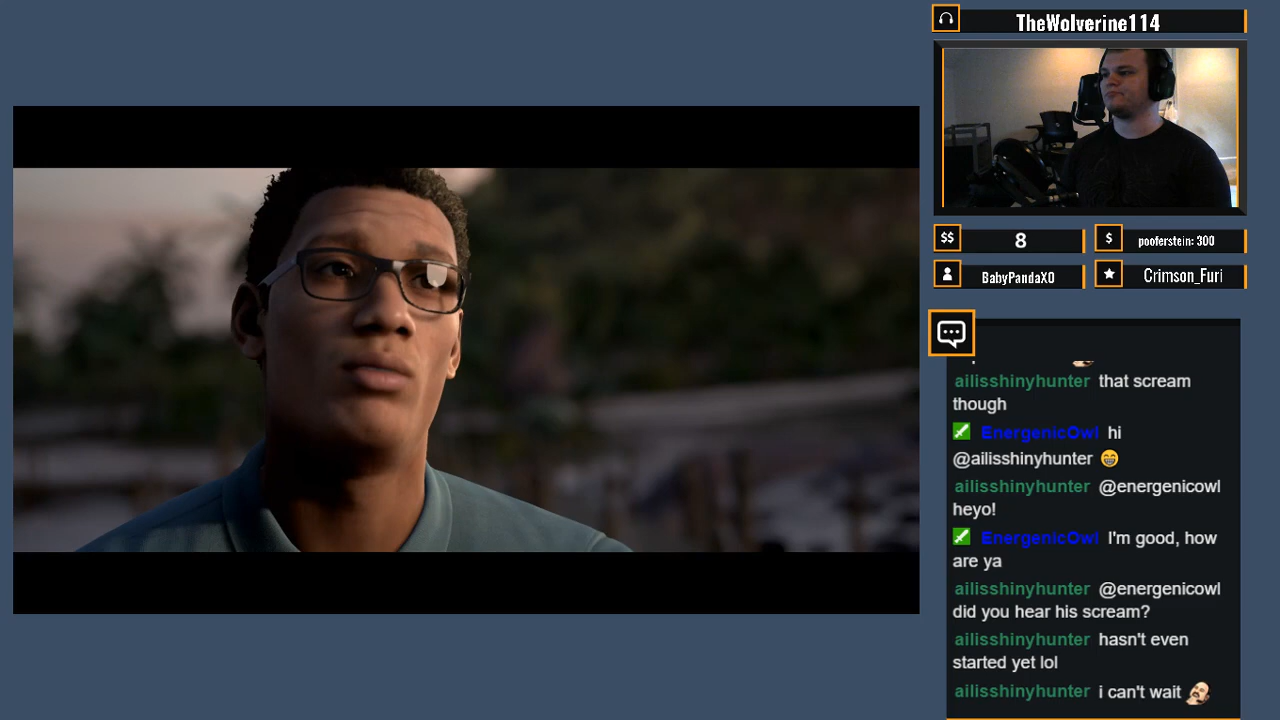 TheWolverine114
$$
8
$
pooferstein: 300
BabyPandaXO
Crimson_Furi
ailisshinyhunter that scream
though
EnergenicOwl hi
@ailisshinyhunter
ailisshinyhunter @energenicowl
heyo!
EnergenicOwl I'm good, how
are ya
ailisshinyhunter @energenicowl
did you hear his scream?
ailisshinyhunter hasn't even
started yet lol
ailisshinyhunter i can't wait